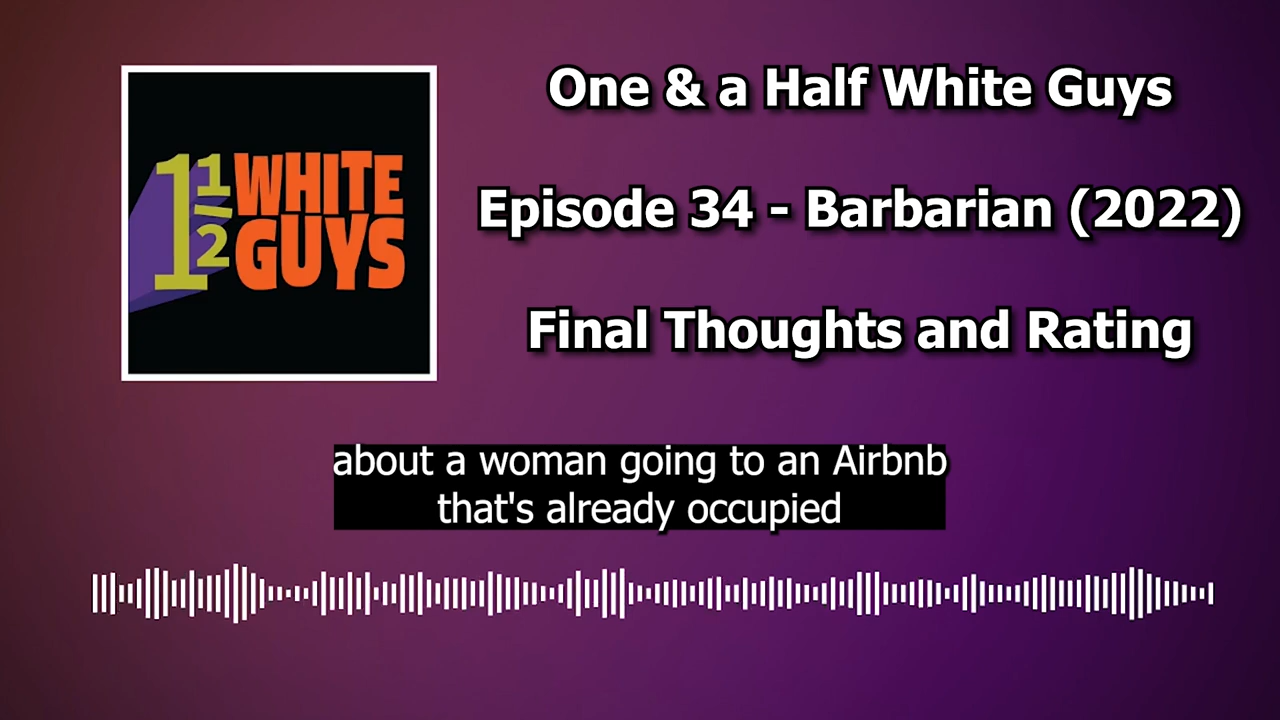 1 1/2 WHITE
GUYS
One & a Half White Guys
Episode 34 - Barbarian (2022)
Final Thoughts and Rating
about a woman going to an Airbnb
that's already occupied